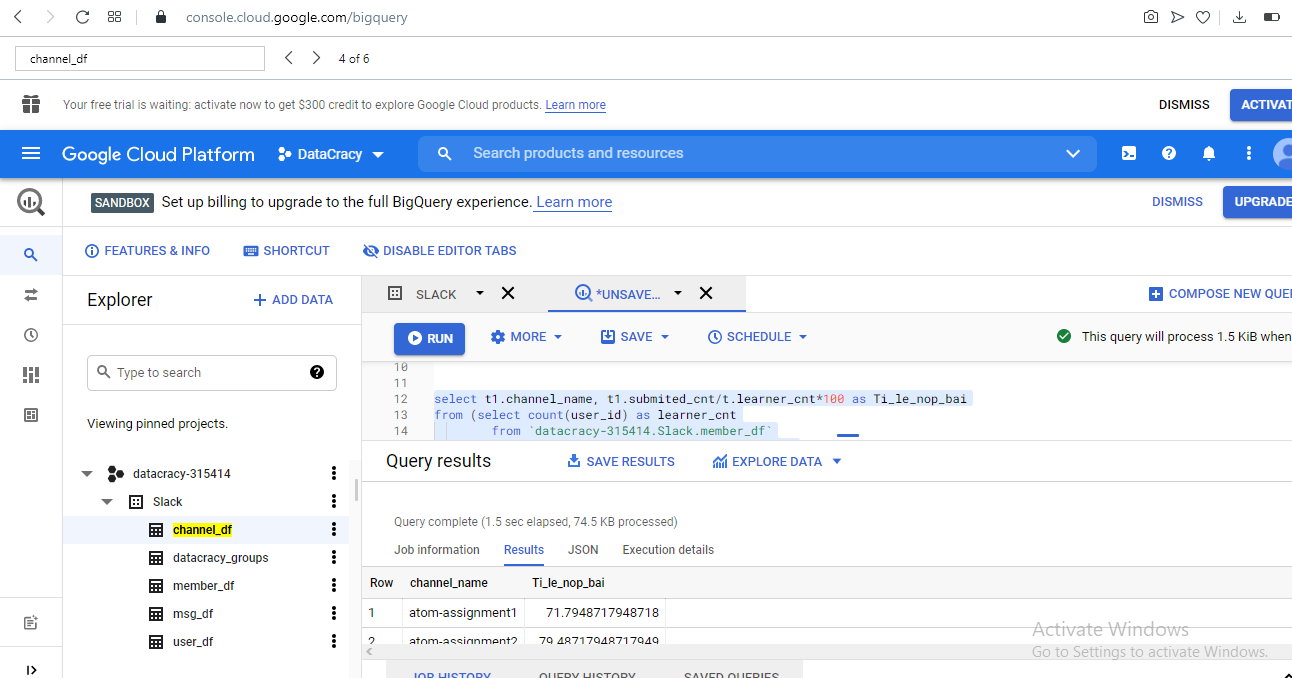 console.cloud.google.com/bigquery
channel_df
4 of 6
Your free trial is waiting: activate now to get $300 credit to explore Google Cloud products. Learn more
DISMISS
ACTIVAT
Google Cloud Platform
DataCracy
Search products and resources
SANDBOX Set up billing to upgrade to the full BigQuery experience. Learn more
DISMISS
UPGRADE
FEATURES & INFO
SHORTCUT
DISABLE EDITOR TABS
Explorer
+ ADD DATA
SLACK
*UNSAVE...
COMPOSE NEW QUE
RUN
MORE
SAVE
SCHEDULE
This query will process 1.5 KiB when
Type to search
Viewing pinned projects.
datacracy-315414
Slack
channel_df
datacracy_groups
member_df
msg_df
user_df
10
11
12 select t1.channel_name, t1.submited_cnt/t.learner_cnt*100 as Ti_le_nop_bai
13 from (select count(user_id) as learner_cnt
14 from `datacracy-315414.Slack.member_df`
Query results
SAVE RESULTS
EXPLORE DATA
Query complete (1.5 sec elapsed, 74.5 KB processed)
Job information
Results
JSON
Execution details
Row channel_name Ti_le_nop_bai
1 atom-assignment1 71.7948717948718
2 atom-assignment2 79.48717948717949
JOB HISTORY
QUERY HISTORY
SAVED QUERIES
Activate Windows
Go to Settings to activate Windows.